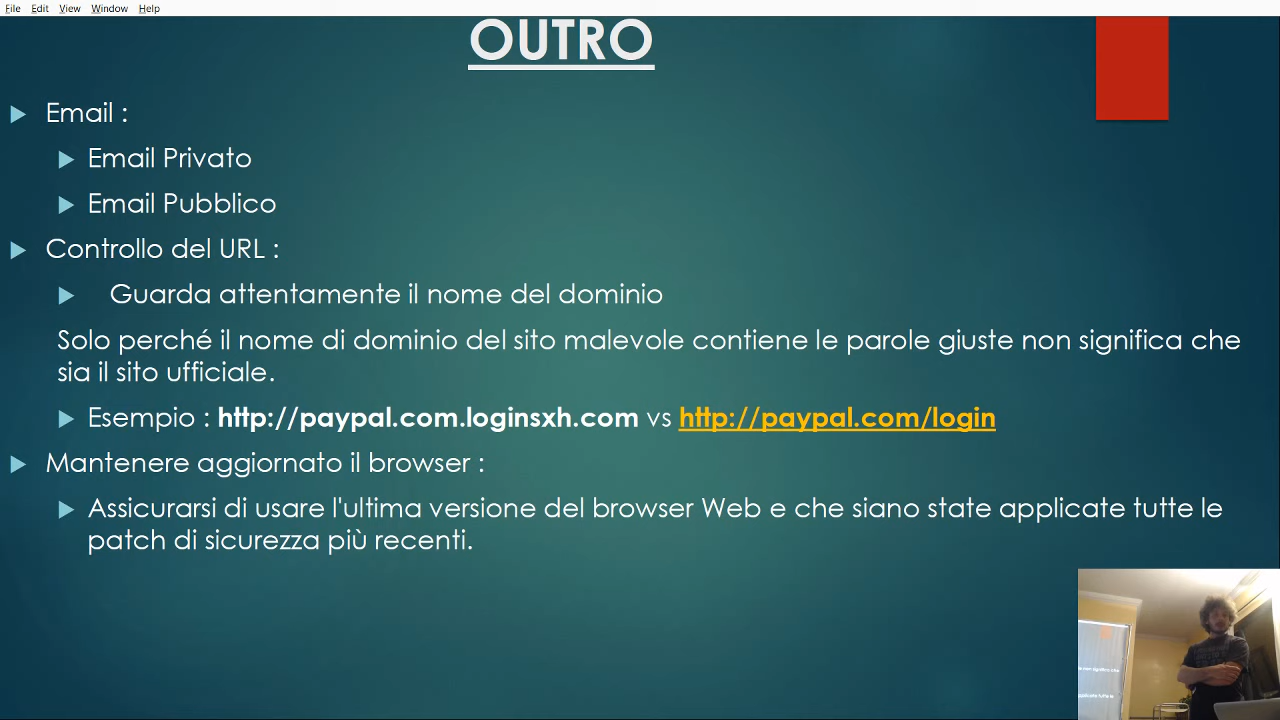 File Edit View Window Help
OUTRO
Email :
Email Privato
Email Pubblico
Controllo del URL :
Guarda attentamente il nome del dominio
Solo perché il nome di dominio del sito malevole contiene le parole giuste non significa che
sia il sito ufficiale.
Esempio : http://paypal.com.loginsxh.com vs http://paypal.com/login
Mantenere aggiornato il browser :
Assicurarsi di usare l'ultima versione del browser Web e che siano state applicate tutte le
patch di sicurezza più recenti.